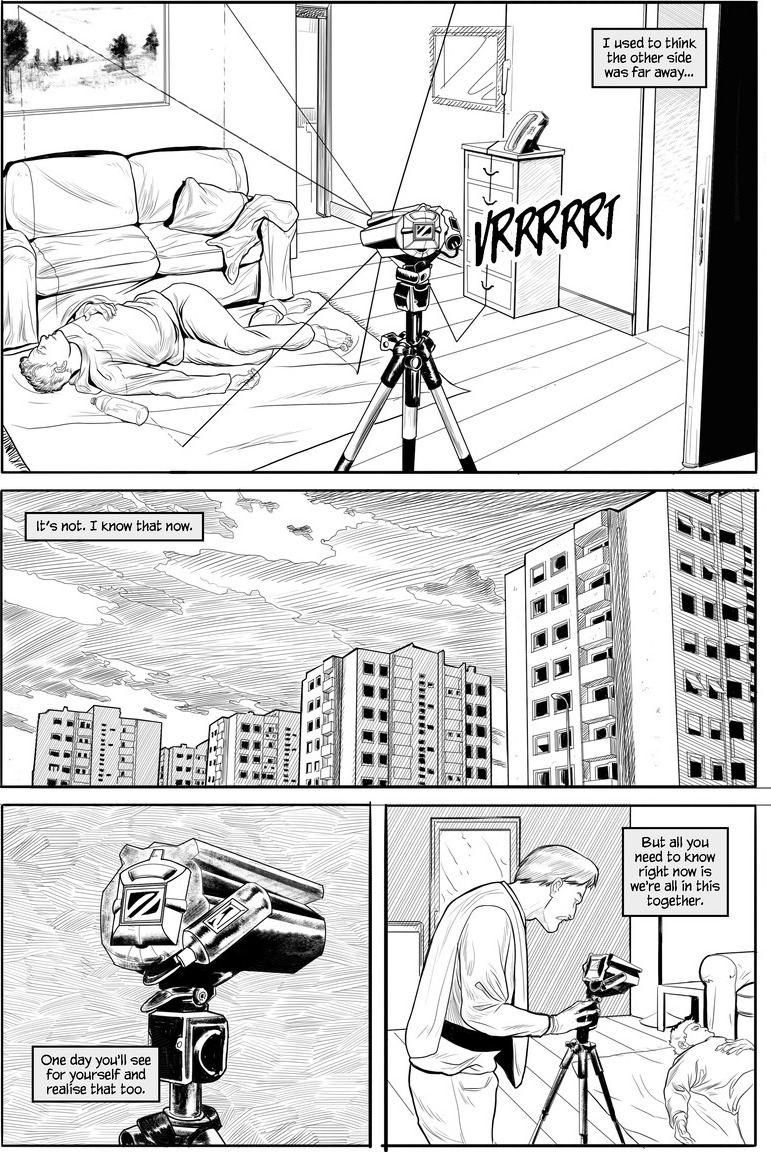 I used to think
the other side
was far away...
VRRRRRT
It's not. I know that now.
One day you'll see
for yourself and
realise that too.
But all you
need to know
right now is
we're all in this
together.